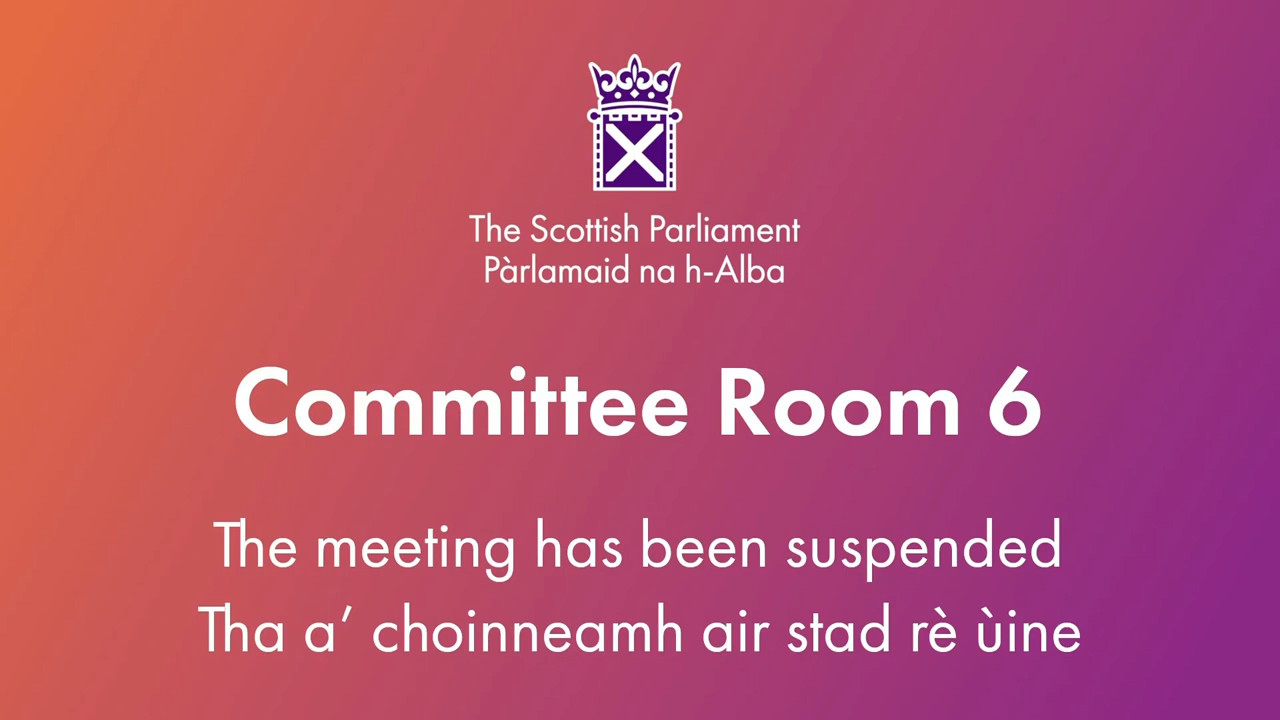 The Scottish Parliament
Pàrlamaid na h-Alba
Committee Room 6
The meeting has been suspended
Tha a’ choinneamh air stad rè ùine